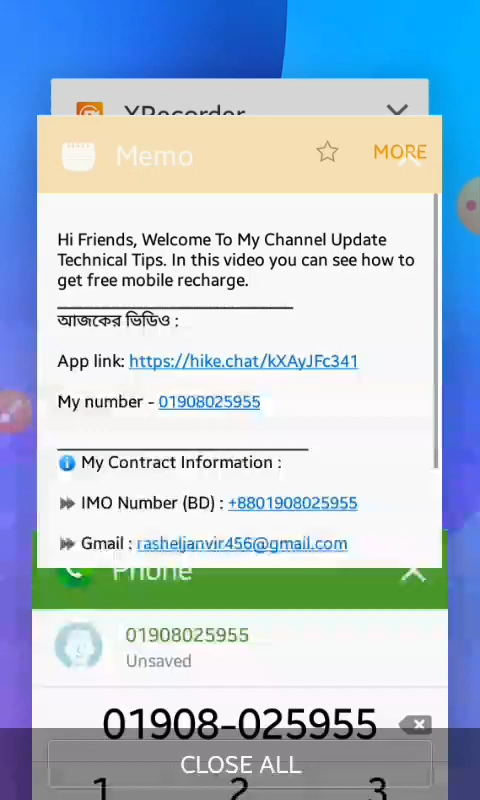 XRecorder
Memo
MORE
Hi Friends, Welcome To My Channel Update
Technical Tips. In this video you can see how to
get free mobile recharge.
আজকের ভিডিও :
App link: https://hike.chat/kXAyJFc341
My number - 01908025955
My Contract Information :
IMO Number (BD) : +8801908025955
Gmail : rasheljanvir456@gmail.com
Phone
01908025955
Unsaved
01908-025955
CLOSE ALL
1 2 3